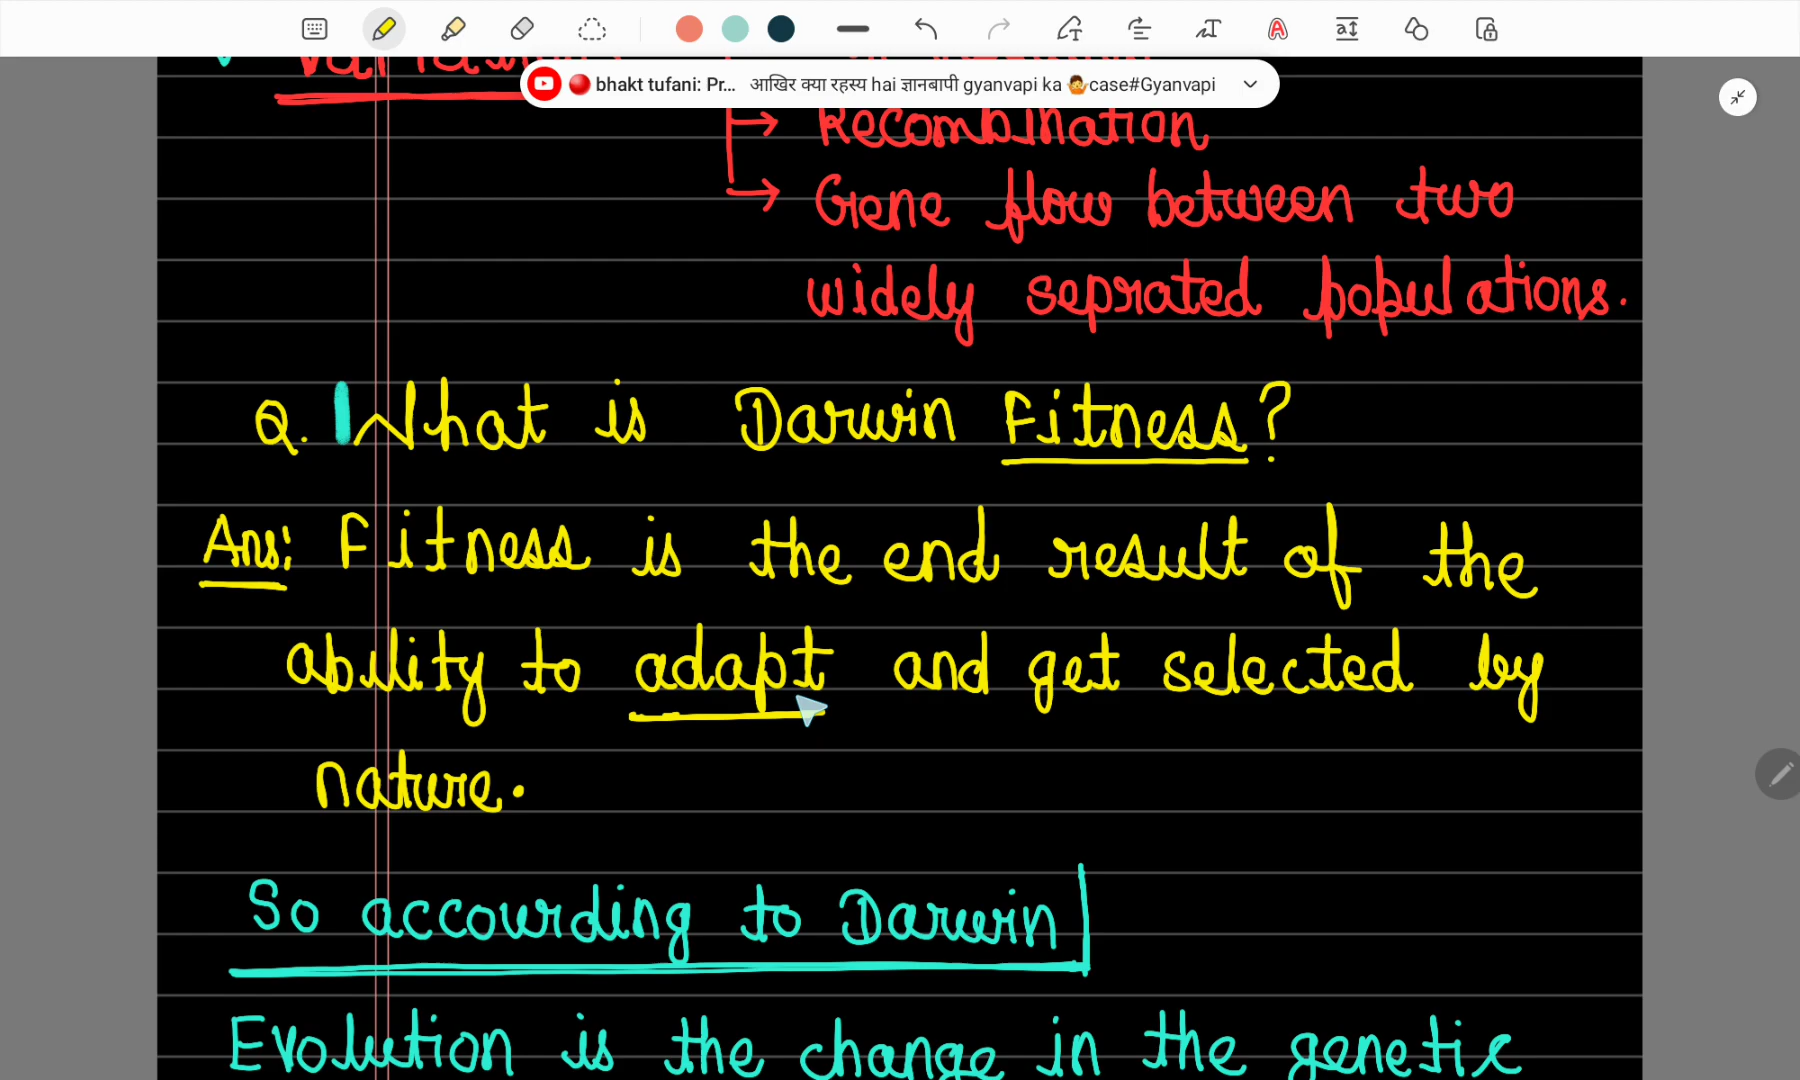 bhakt tufani: Pr... आखिर क्या रहस्य hai ज्ञानबापी gyanvapi ka 🤷case#Gyanvapi
→ Recombination
→ Gene flow between two
widely seprated populations.
Q. What is Darwin Fitness?
Ans: Fitness is the end result of the
ability to adapt and get selected by
nature.
So accourding to Darwin
Evolution is the change in the genetic